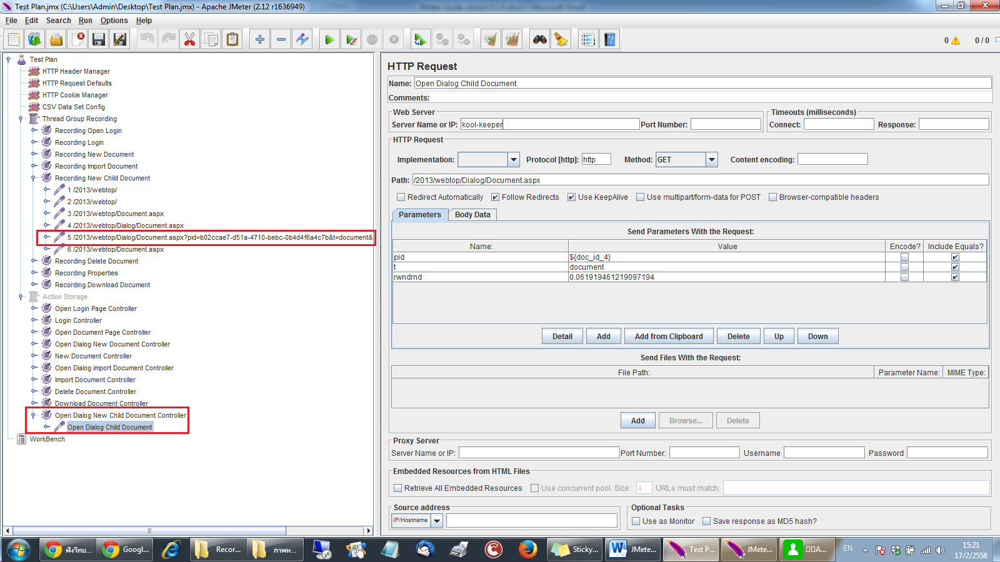 Test Plan.jmx (C:\Users\Admin\Desktop\Test Plan.jmx) - Apache JMeter (2.12 r1636949)
File Edit Search Run Options Help
0 0 / 0
Test Plan
HTTP Header Manager
HTTP Request Defaults
HTTP Cookie Manager
CSV Data Set Config
Thread Group Recording
Recording Open Login
Recording Login
Recording New Document
Recording Import Document
Recording New Child Document
1 /2013/webtop/
2 /2013/webtop/
3 /2013/webtop/Document.aspx
4 /2013/webtop/Dialog/Document.aspx
5 /2013/webtop/Dialog/Document.aspx?pid=b02ccae7-d51a-4710-bebc-0b4d4f6a4c7b&t=document&
6 /2013/webtop/Document.aspx
Recording Delete Document
Recording Properties
Recording Download Document
Action Storage
Open Login Page Controller
Login Controller
Open Document Page Controller
Open Dialog New Document Controller
New Document Controller
Open Dialog import Document Controller
Import Document Controller
Delete Document Controller
Download Document Controller
Open Dialog New Child Document Controller
Open Dialog Child Document
WorkBench
HTTP Request
Name: Open Dialog Child Document
Comments:
Web Server
Server Name or IP: kool-keeper Port Number:
Timeouts (milliseconds)
Connect: Response:
HTTP Request
Implementation: Protocol [http]: http Method: GET Content encoding:
Path: /2013/webtop/Dialog/Document.aspx
Redirect Automatically Follow Redirects Use KeepAlive Use multipart/form-data for POST Browser-compatible headers
Parameters Body Data
Send Parameters With the Request:
Name: Value Encode? Include Equals?
pid ${doc_id_4}
t document
rwndrnd 0.061919461219097194
Detail Add Add from Clipboard Delete Up Down
Send Files With the Request:
File Path: Parameter Name: MIME Type:
Add Browse... Delete
Proxy Server
Server Name or IP: Port Number: Username Password
Embedded Resources from HTML Files
Retrieve All Embedded Resources Use concurrent pool. Size: 4 URLs must match:
Source address
IP/Hostname
Optional Tasks
Use as Monitor Save response as MD5 hash?
ฟังวิทย... Googl... Recor... ภาพห... Sticky... JMete... Test P... JMete... A... EN
15:21
17/2/2558